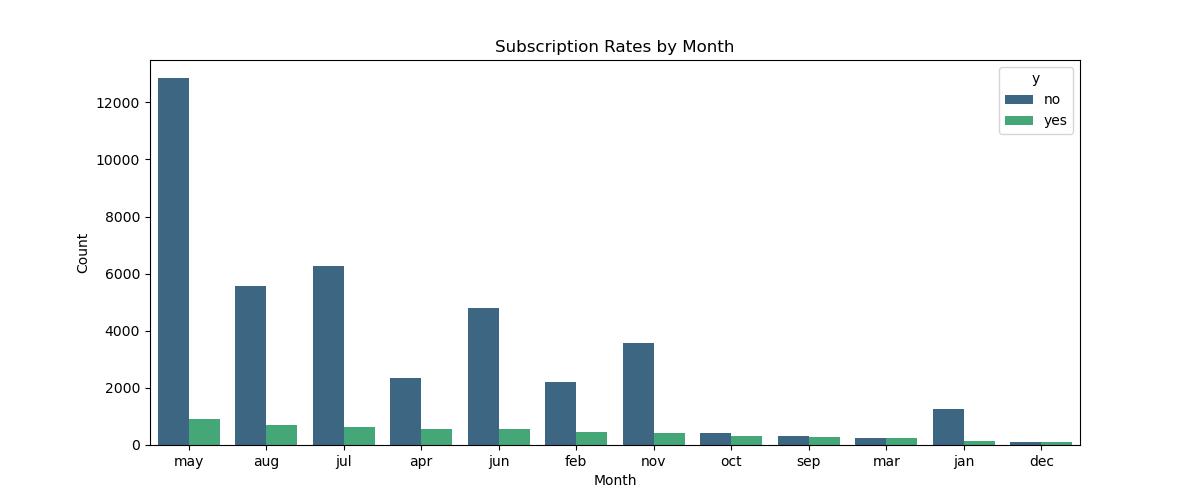 Subscription Rates by Month
y
no
yes
Count
12000
10000
8000
6000
4000
2000
0
may aug jul apr jun feb nov oct sep mar jan dec
Month